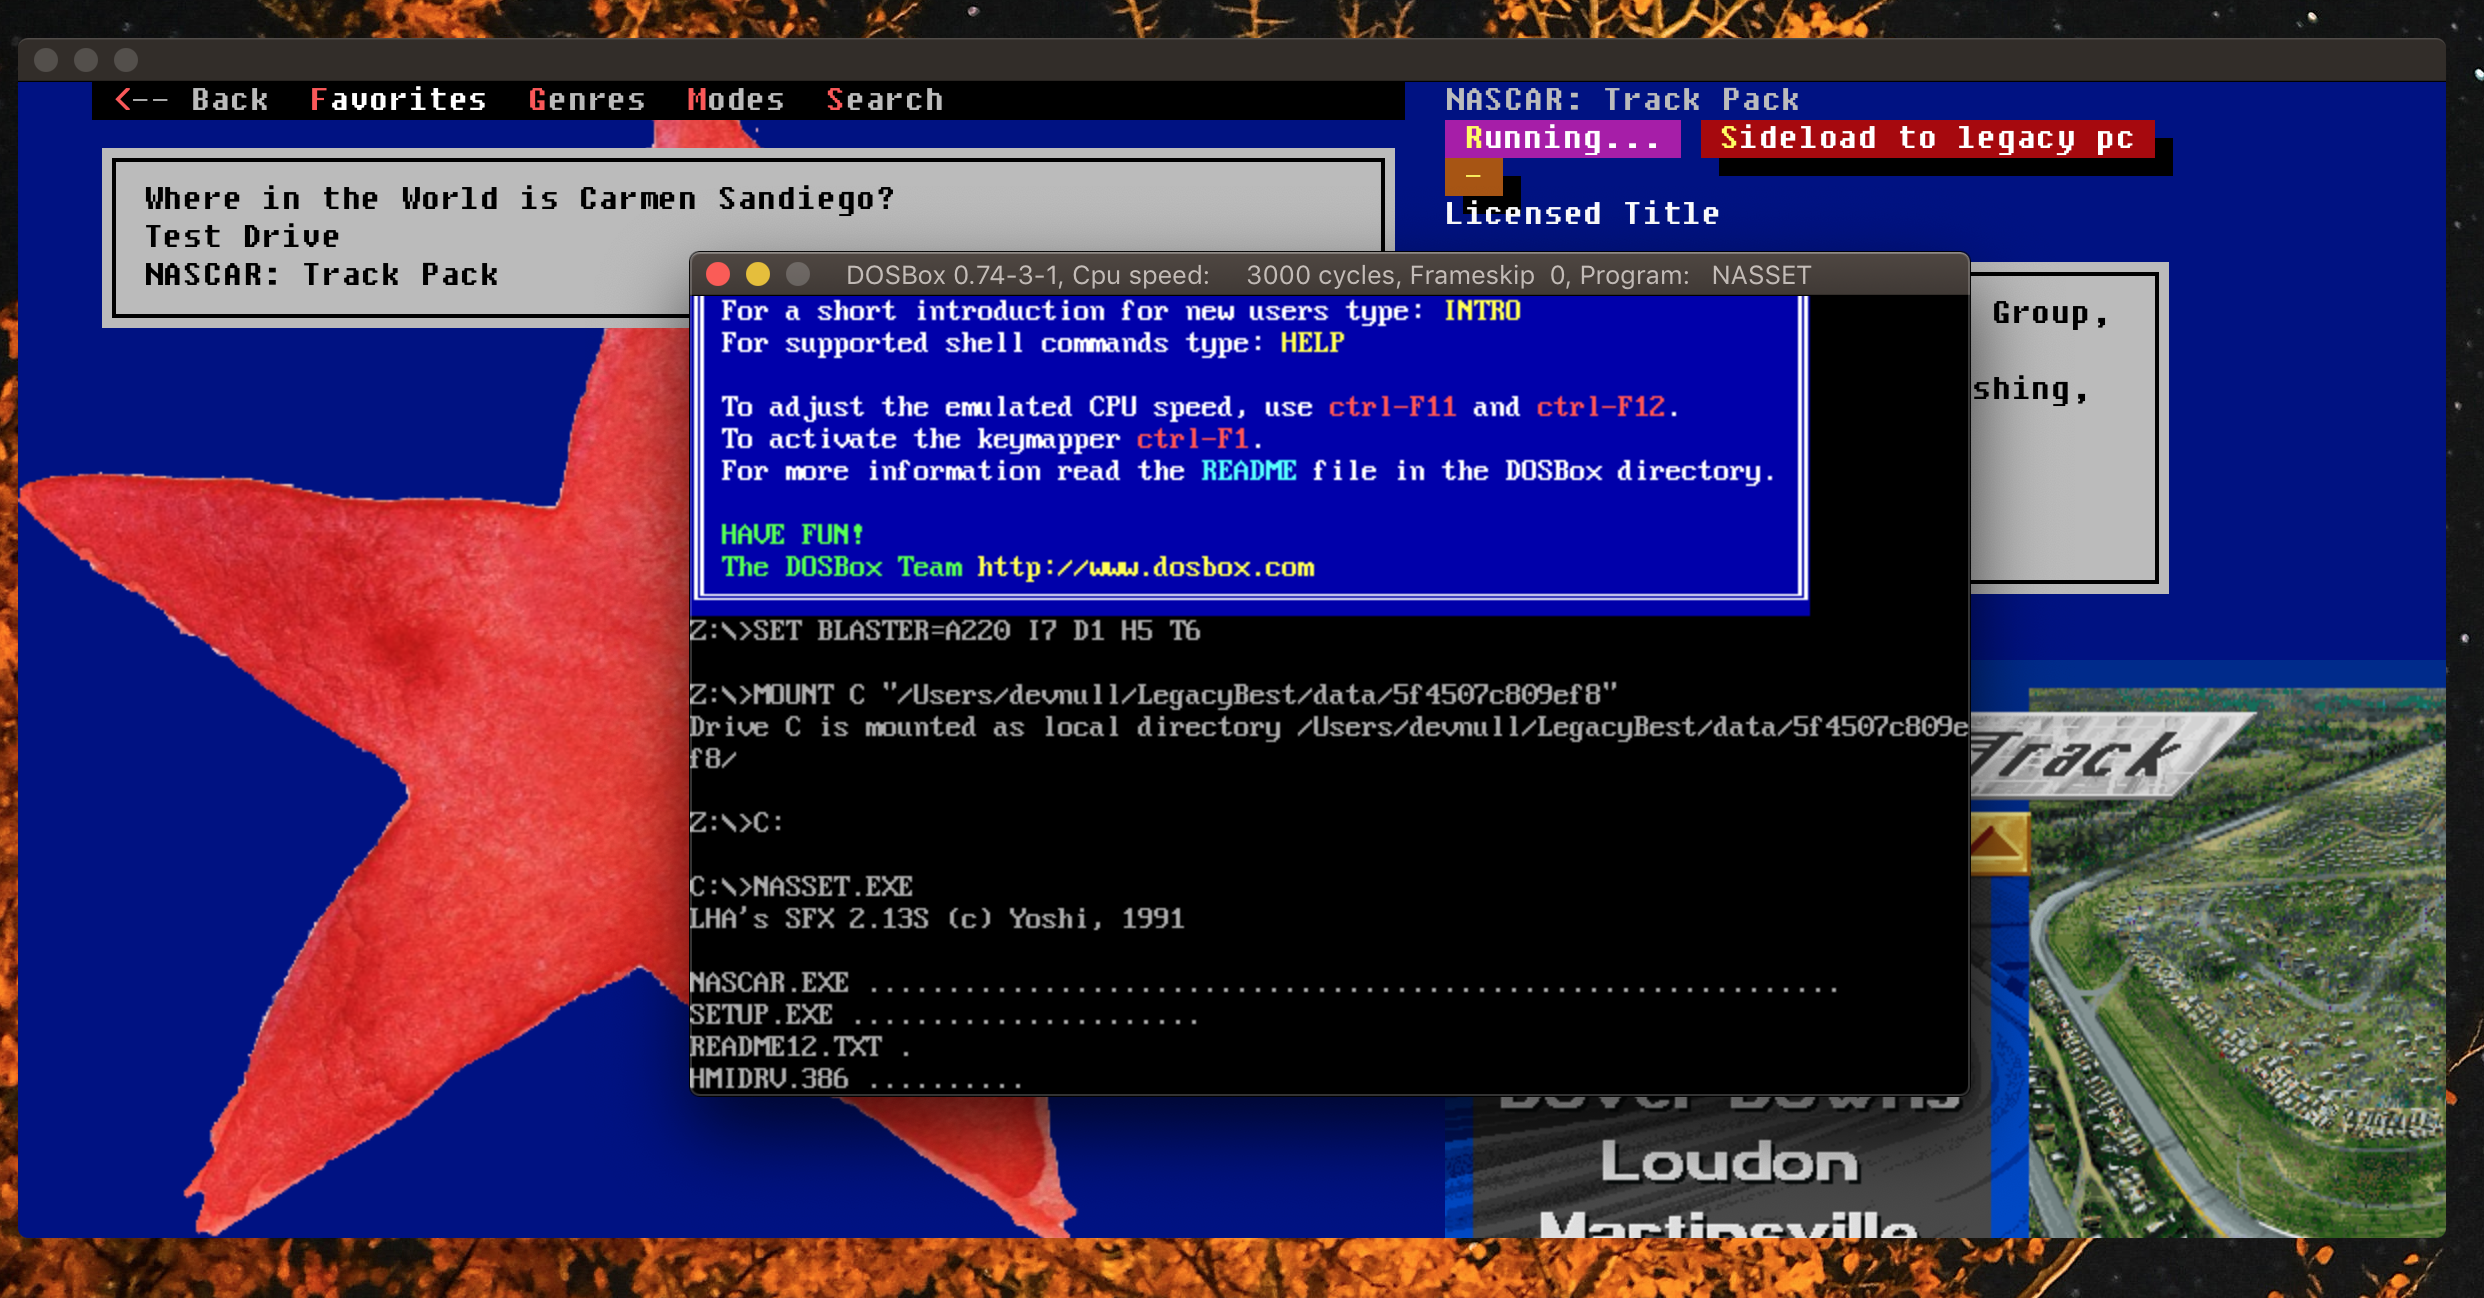 <-- Back Favorites Genres Modes Search
NASCAR: Track Pack
Running... Sideload to legacy pc
-
Licensed Title
Where in the World is Carmen Sandiego?
Test Drive
NASCAR: Track Pack
Group,
shing,
DOSBox 0.74-3-1, Cpu speed: 3000 cycles, Frameskip 0, Program: NASSET
For a short introduction for new users type: INTRO
For supported shell commands type: HELP
To adjust the emulated CPU speed, use ctrl-F11 and ctrl-F12.
To activate the keymapper ctrl-F1.
For more information read the README file in the DOSBox directory.
HAVE FUN!
The DOSBox Team http://www.dosbox.com
Z:\>SET BLASTER=A220 I7 D1 H5 T6
Z:\>MOUNT C "/Users/devnull/LegacyBest/data/5f4507c809ef8"
Drive C is mounted as local directory /Users/devnull/LegacyBest/data/5f4507c809e
f8/
Z:\>C:
C:\>NASSET.EXE
LHA's SFX 2.13S (c) Yoshi, 1991
NASCAR.EXE .............................................................
SETUP.EXE ......................
README12.TXT .
HMIDRV.386 ..........
Track
Dover Downs
Loudon
Martinsville